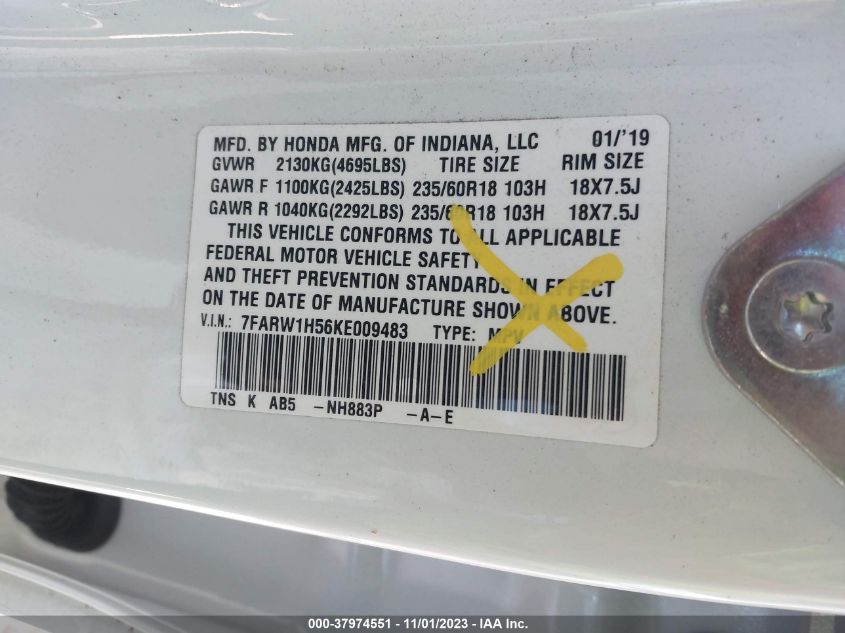 MFD. BY HONDA MFG. OF INDIANA, LLC 01/'19
GVWR 2130KG(4695LBS) TIRE SIZE RIM SIZE
GAWR F 1100KG(2425LBS) 235/60R18 103H 18X7.5J
GAWR R 1040KG(2292LBS) 235/60R18 103H 18X7.5J
THIS VEHICLE CONFORMS TO ALL APPLICABLE
FEDERAL MOTOR VEHICLE SAFETY
AND THEFT PREVENTION STANDARDS IN EFFECT
ON THE DATE OF MANUFACTURE SHOWN ABOVE.
V.I.N.: 7FARW1H56KE009483 TYPE: MPV
TNS K AB5 -NH883P -A-E
000-37974551 - 11/01/2023 - IAA Inc.